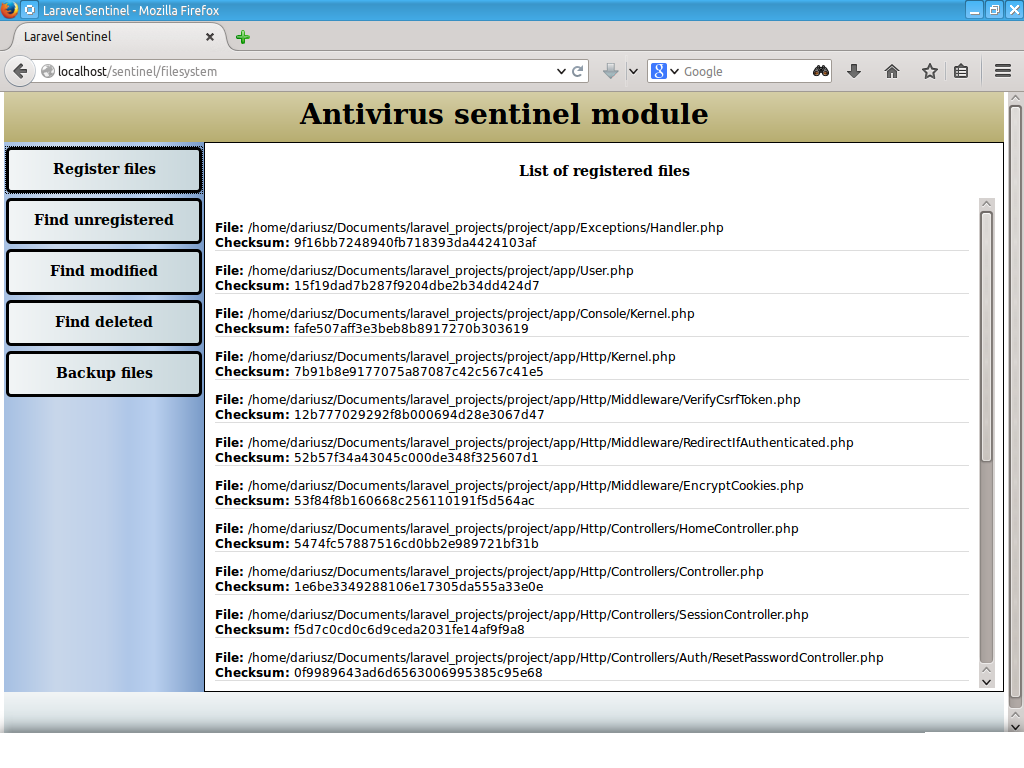 Laravel Sentinel - Mozilla Firefox
Laravel Sentinel
localhost/sentinel/filesystem
Google
Antivirus sentinel module
Register files
Find unregistered
Find modified
Find deleted
Backup files
List of registered files
File: /home/dariusz/Documents/laravel_projects/project/app/Exceptions/Handler.php
Checksum: 9f16bb7248940fb718393da4424103af
File: /home/dariusz/Documents/laravel_projects/project/app/User.php
Checksum: 15f19dad7b287f9204dbe2b34dd424d7
File: /home/dariusz/Documents/laravel_projects/project/app/Console/Kernel.php
Checksum: fafe507aff3e3beb8b8917270b303619
File: /home/dariusz/Documents/laravel_projects/project/app/Http/Kernel.php
Checksum: 7b91b8e9177075a87087c42c567c41e5
File: /home/dariusz/Documents/laravel_projects/project/app/Http/Middleware/VerifyCsrfToken.php
Checksum: 12b777029292f8b000694d28e3067d47
File: /home/dariusz/Documents/laravel_projects/project/app/Http/Middleware/RedirectIfAuthenticated.php
Checksum: 52b57f34a43045c000de348f325607d1
File: /home/dariusz/Documents/laravel_projects/project/app/Http/Middleware/EncryptCookies.php
Checksum: 53f84f8b160668c256110191f5d564ac
File: /home/dariusz/Documents/laravel_projects/project/app/Http/Controllers/HomeController.php
Checksum: 5474fc57887516cd0bb2e989721bf31b
File: /home/dariusz/Documents/laravel_projects/project/app/Http/Controllers/Controller.php
Checksum: 1e6be3349288106e17305da555a33e0e
File: /home/dariusz/Documents/laravel_projects/project/app/Http/Controllers/SessionController.php
Checksum: f5d7c0cd0c6d9ceda2031fe14af9f9a8
File: /home/dariusz/Documents/laravel_projects/project/app/Http/Controllers/Auth/ResetPasswordController.php
Checksum: 0f9989643ad6d6563006995385c95e68